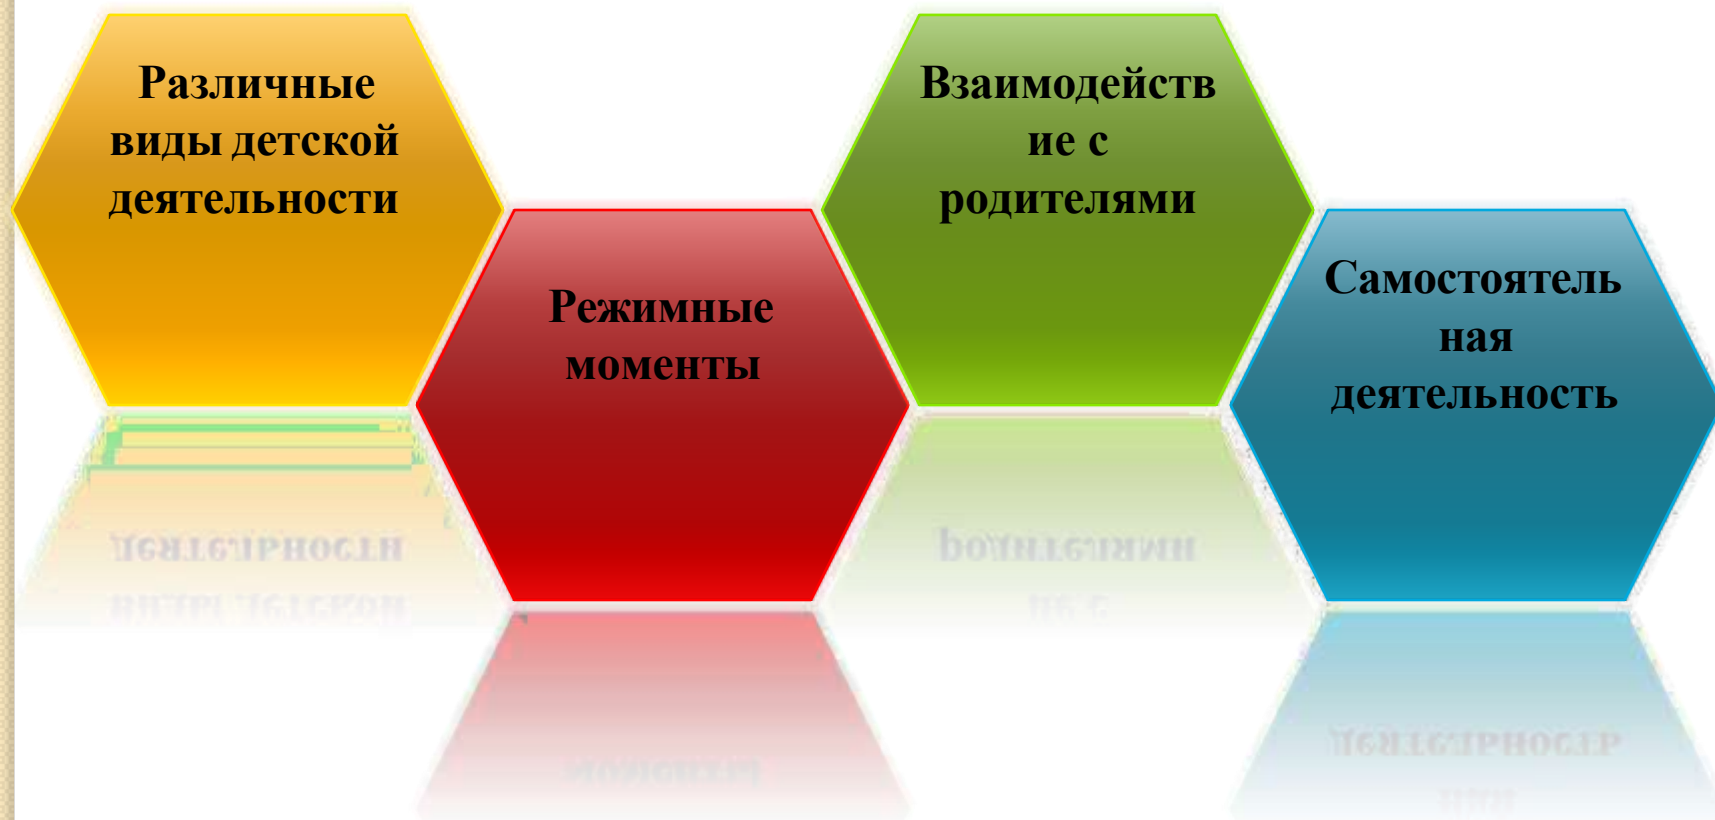 Различные
виды детской
деятельности
Режимные
моменты
Взаимодейств
ие с
родителями
Самостоятель
ная
деятельность